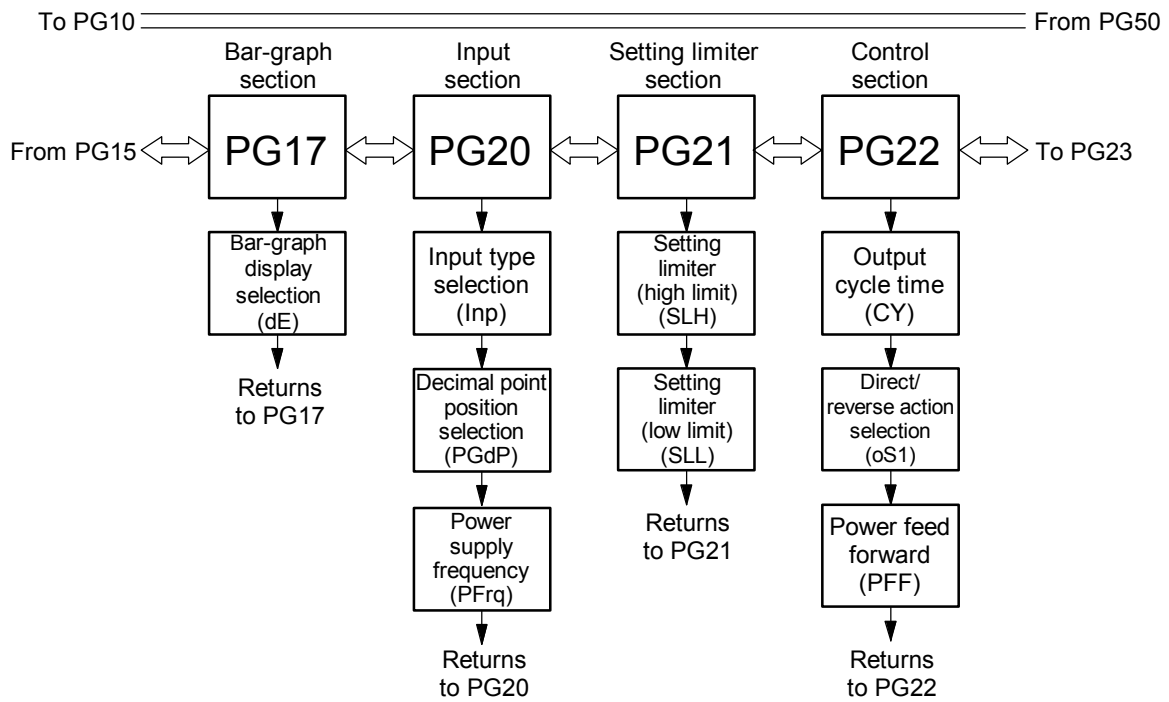 To PG10
From PG50
Bar-graph
section
Input
section
Setting limiter
section
Control
section
From PG15
PG17
PG20
PG21
PG22
To PG23
Bar-graph
display
selection
(dE)
Returns
to PG17
Input type
selection
(Inp)
Decimal point
position
selection
(PGdP)
Power
supply
frequency
(PFrq)
Returns
to PG20
Setting
limiter
(high limit)
(SLH)
Setting
limiter
(low limit)
(SLL)
Returns
to PG21
Output
cycle time
(CY)
Direct/
reverse action
selection
(oS1)
Power feed
forward
(PFF)
Returns
to PG22